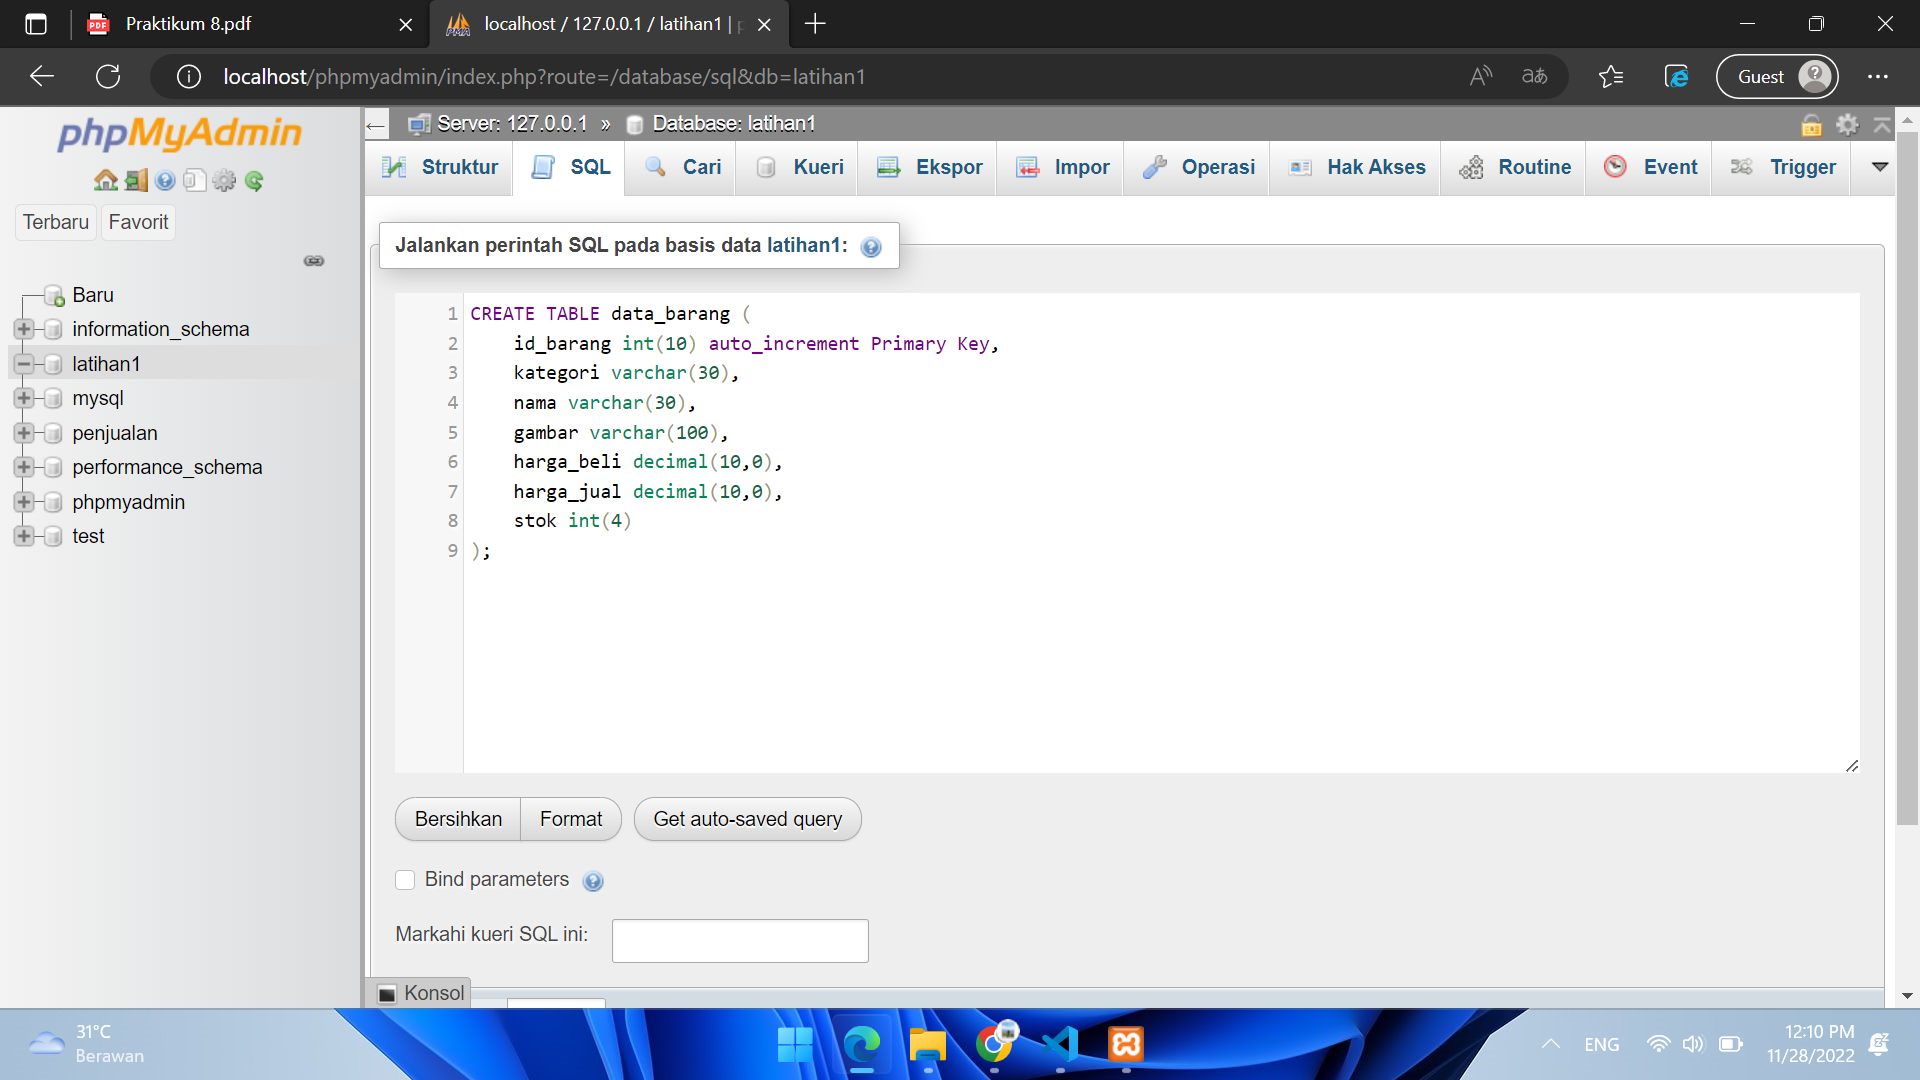 Praktikum 8.pdf
localhost / 127.0.0.1 / latihan1 |
localhost/phpmyadmin/index.php?route=/database/sql&db=latihan1
Guest
phpMyAdmin
Terbaru
Favorit
Baru
information_schema
latihan1
mysql
penjualan
performance_schema
phpmyadmin
test
Server: 127.0.0.1 » Database: latihan1
Struktur
SQL
Cari
Kueri
Ekspor
Impor
Operasi
Hak Akses
Routine
Event
Trigger
Jalankan perintah SQL pada basis data latihan1:
1 CREATE TABLE data_barang (
2 id_barang int(10) auto_increment Primary Key,
3 kategori varchar(30),
4 nama varchar(30),
5 gambar varchar(100),
6 harga_beli decimal(10,0),
7 harga_jual decimal(10,0),
8 stok int(4)
9 );
Bersihkan
Format
Get auto-saved query
Bind parameters
Markahi kueri SQL ini:
Konsol
31°C
Berawan
ENG
12:10 PM
11/28/2022